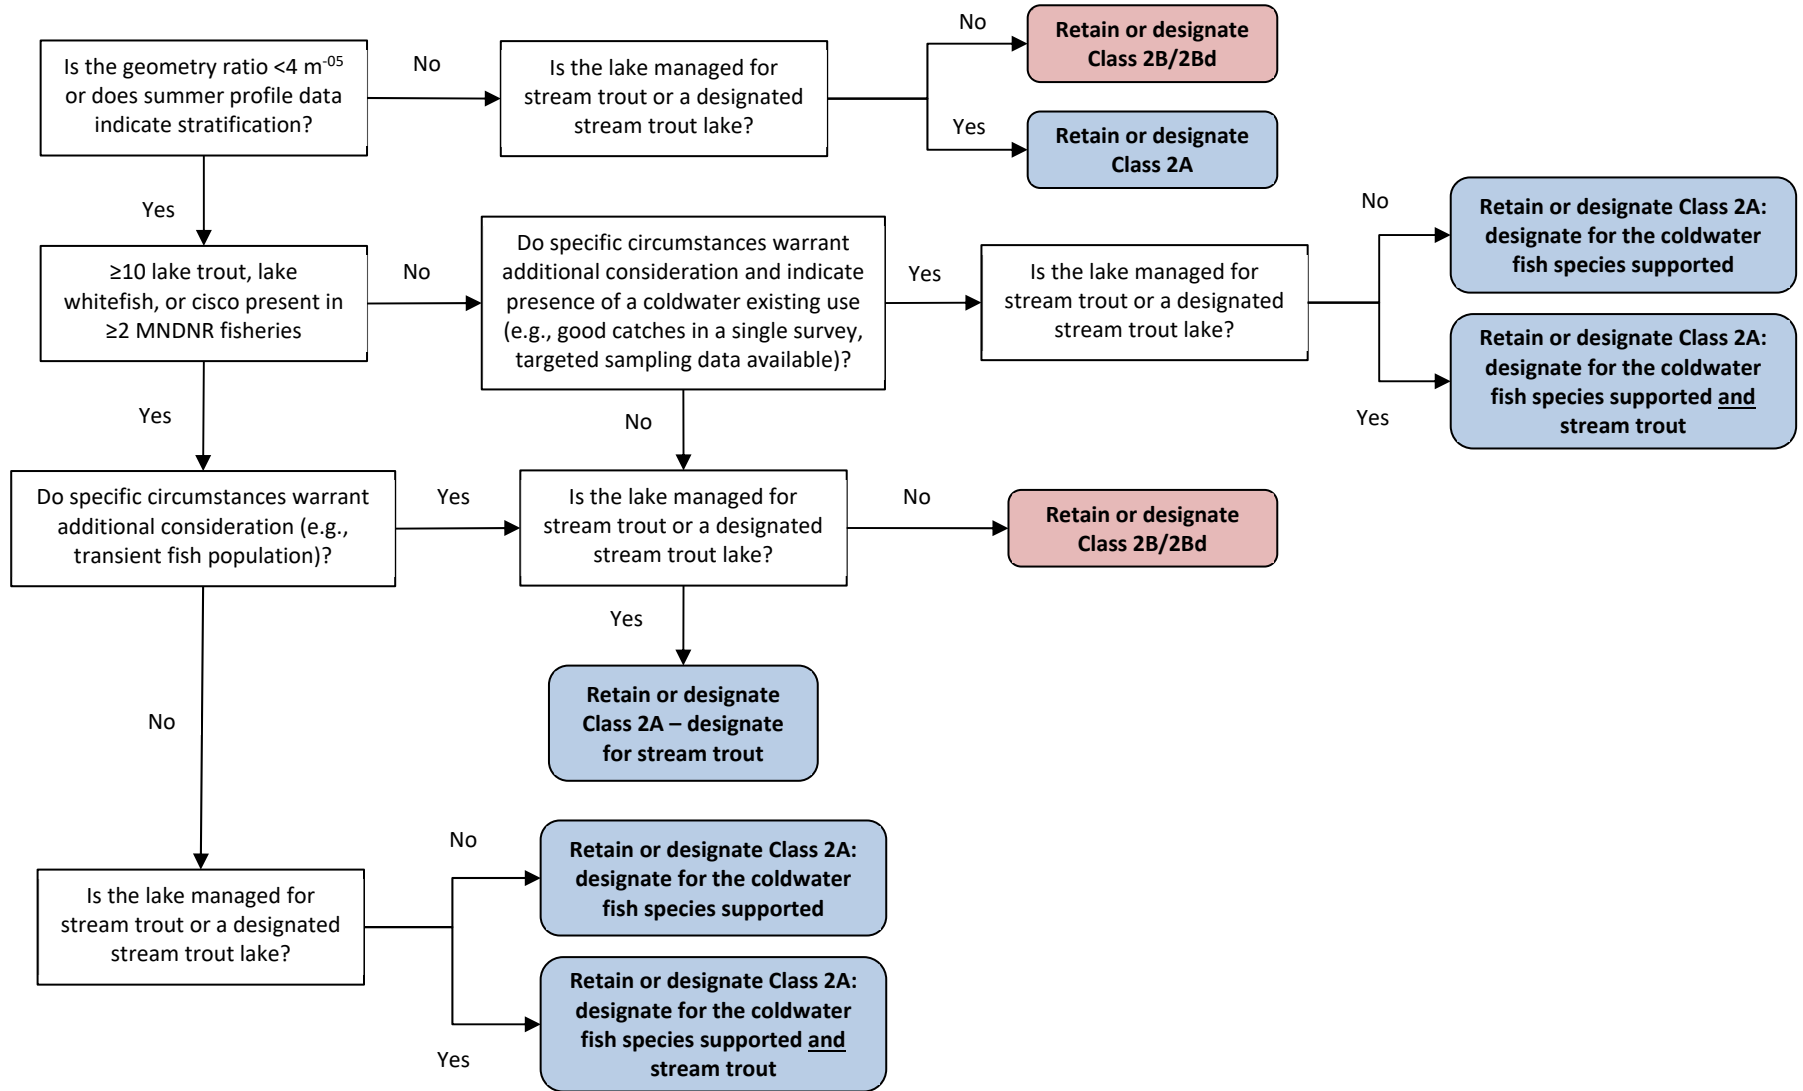 Is the geometry ratio <4 m⁻⁰⁵
or does summer profile data
indicate stratification?
No
Is the lake managed for
stream trout or a designated
stream trout lake?
No
Retain or designate
Class 2B/2Bd
Yes
Retain or designate
Class 2A
Yes
≥10 lake trout, lake
whitefish, or cisco present in
≥2 MNDNR fisheries
No
Do specific circumstances warrant
additional consideration and indicate
presence of a coldwater existing use
(e.g., good catches in a single survey,
targeted sampling data available)?
Yes
Is the lake managed for
stream trout or a designated
stream trout lake?
No
Retain or designate Class 2A:
designate for the coldwater
fish species supported
Yes
Retain or designate Class 2A:
designate for the coldwater
fish species supported and
stream trout
Yes
No
Do specific circumstances warrant
additional consideration (e.g.,
transient fish population)?
Yes
Is the lake managed for
stream trout or a designated
stream trout lake?
No
Retain or designate
Class 2B/2Bd
Yes
Retain or designate
Class 2A – designate
for stream trout
No
Is the lake managed for
stream trout or a designated
stream trout lake?
No
Retain or designate Class 2A:
designate for the coldwater
fish species supported
Yes
Retain or designate Class 2A:
designate for the coldwater
fish species supported and
stream trout